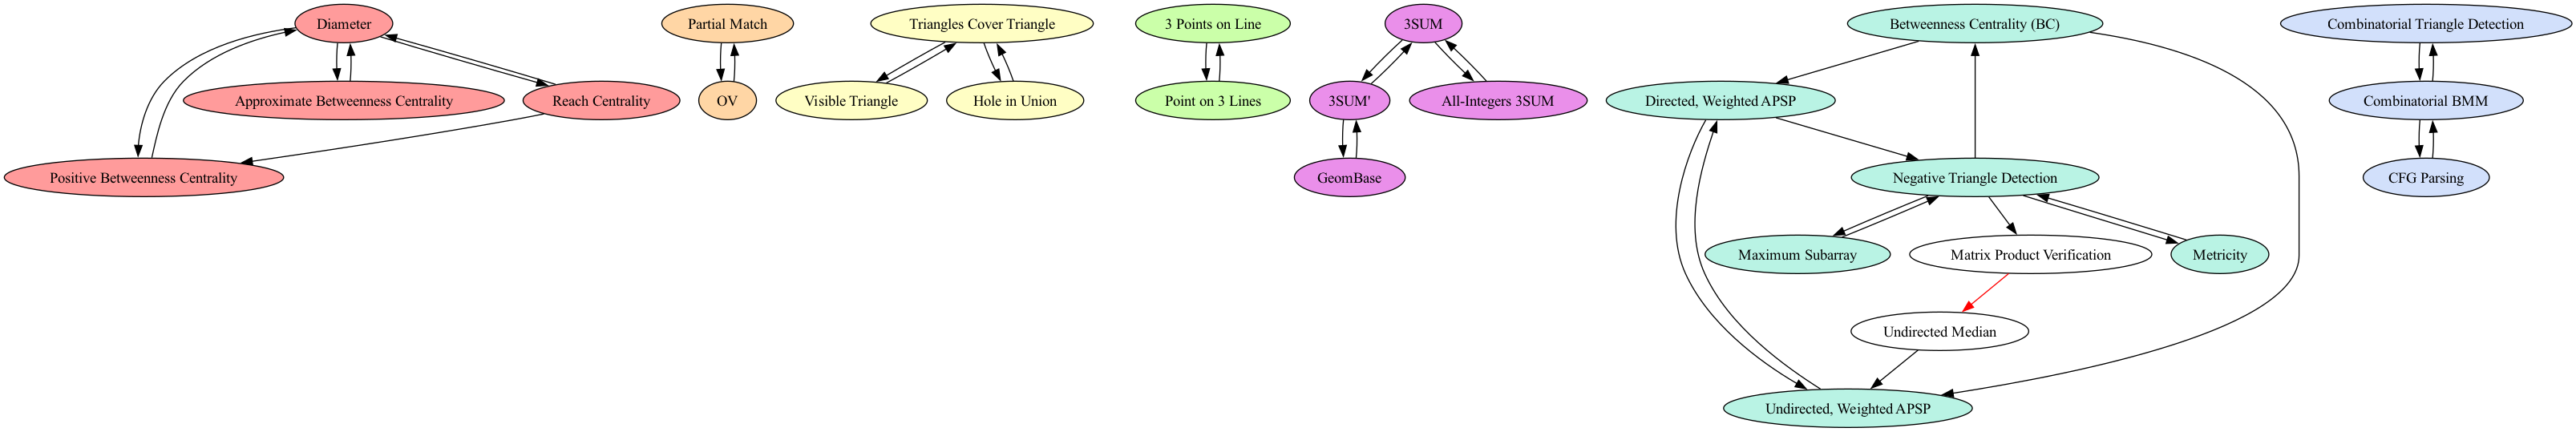 Diameter
Partial Match
Triangles Cover Triangle
3 Points on Line
3SUM
Betweenness Centrality (BC)
Combinatorial Triangle Detection
Approximate Betweenness Centrality
Reach Centrality
OV
Visible Triangle
Hole in Union
Point on 3 Lines
3SUM'
All-Integers 3SUM
Directed, Weighted APSP
Combinatorial BMM
Positive Betweenness Centrality
GeomBase
Negative Triangle Detection
CFG Parsing
Maximum Subarray
Matrix Product Verification
Metricity
Undirected Median
Undirected, Weighted APSP